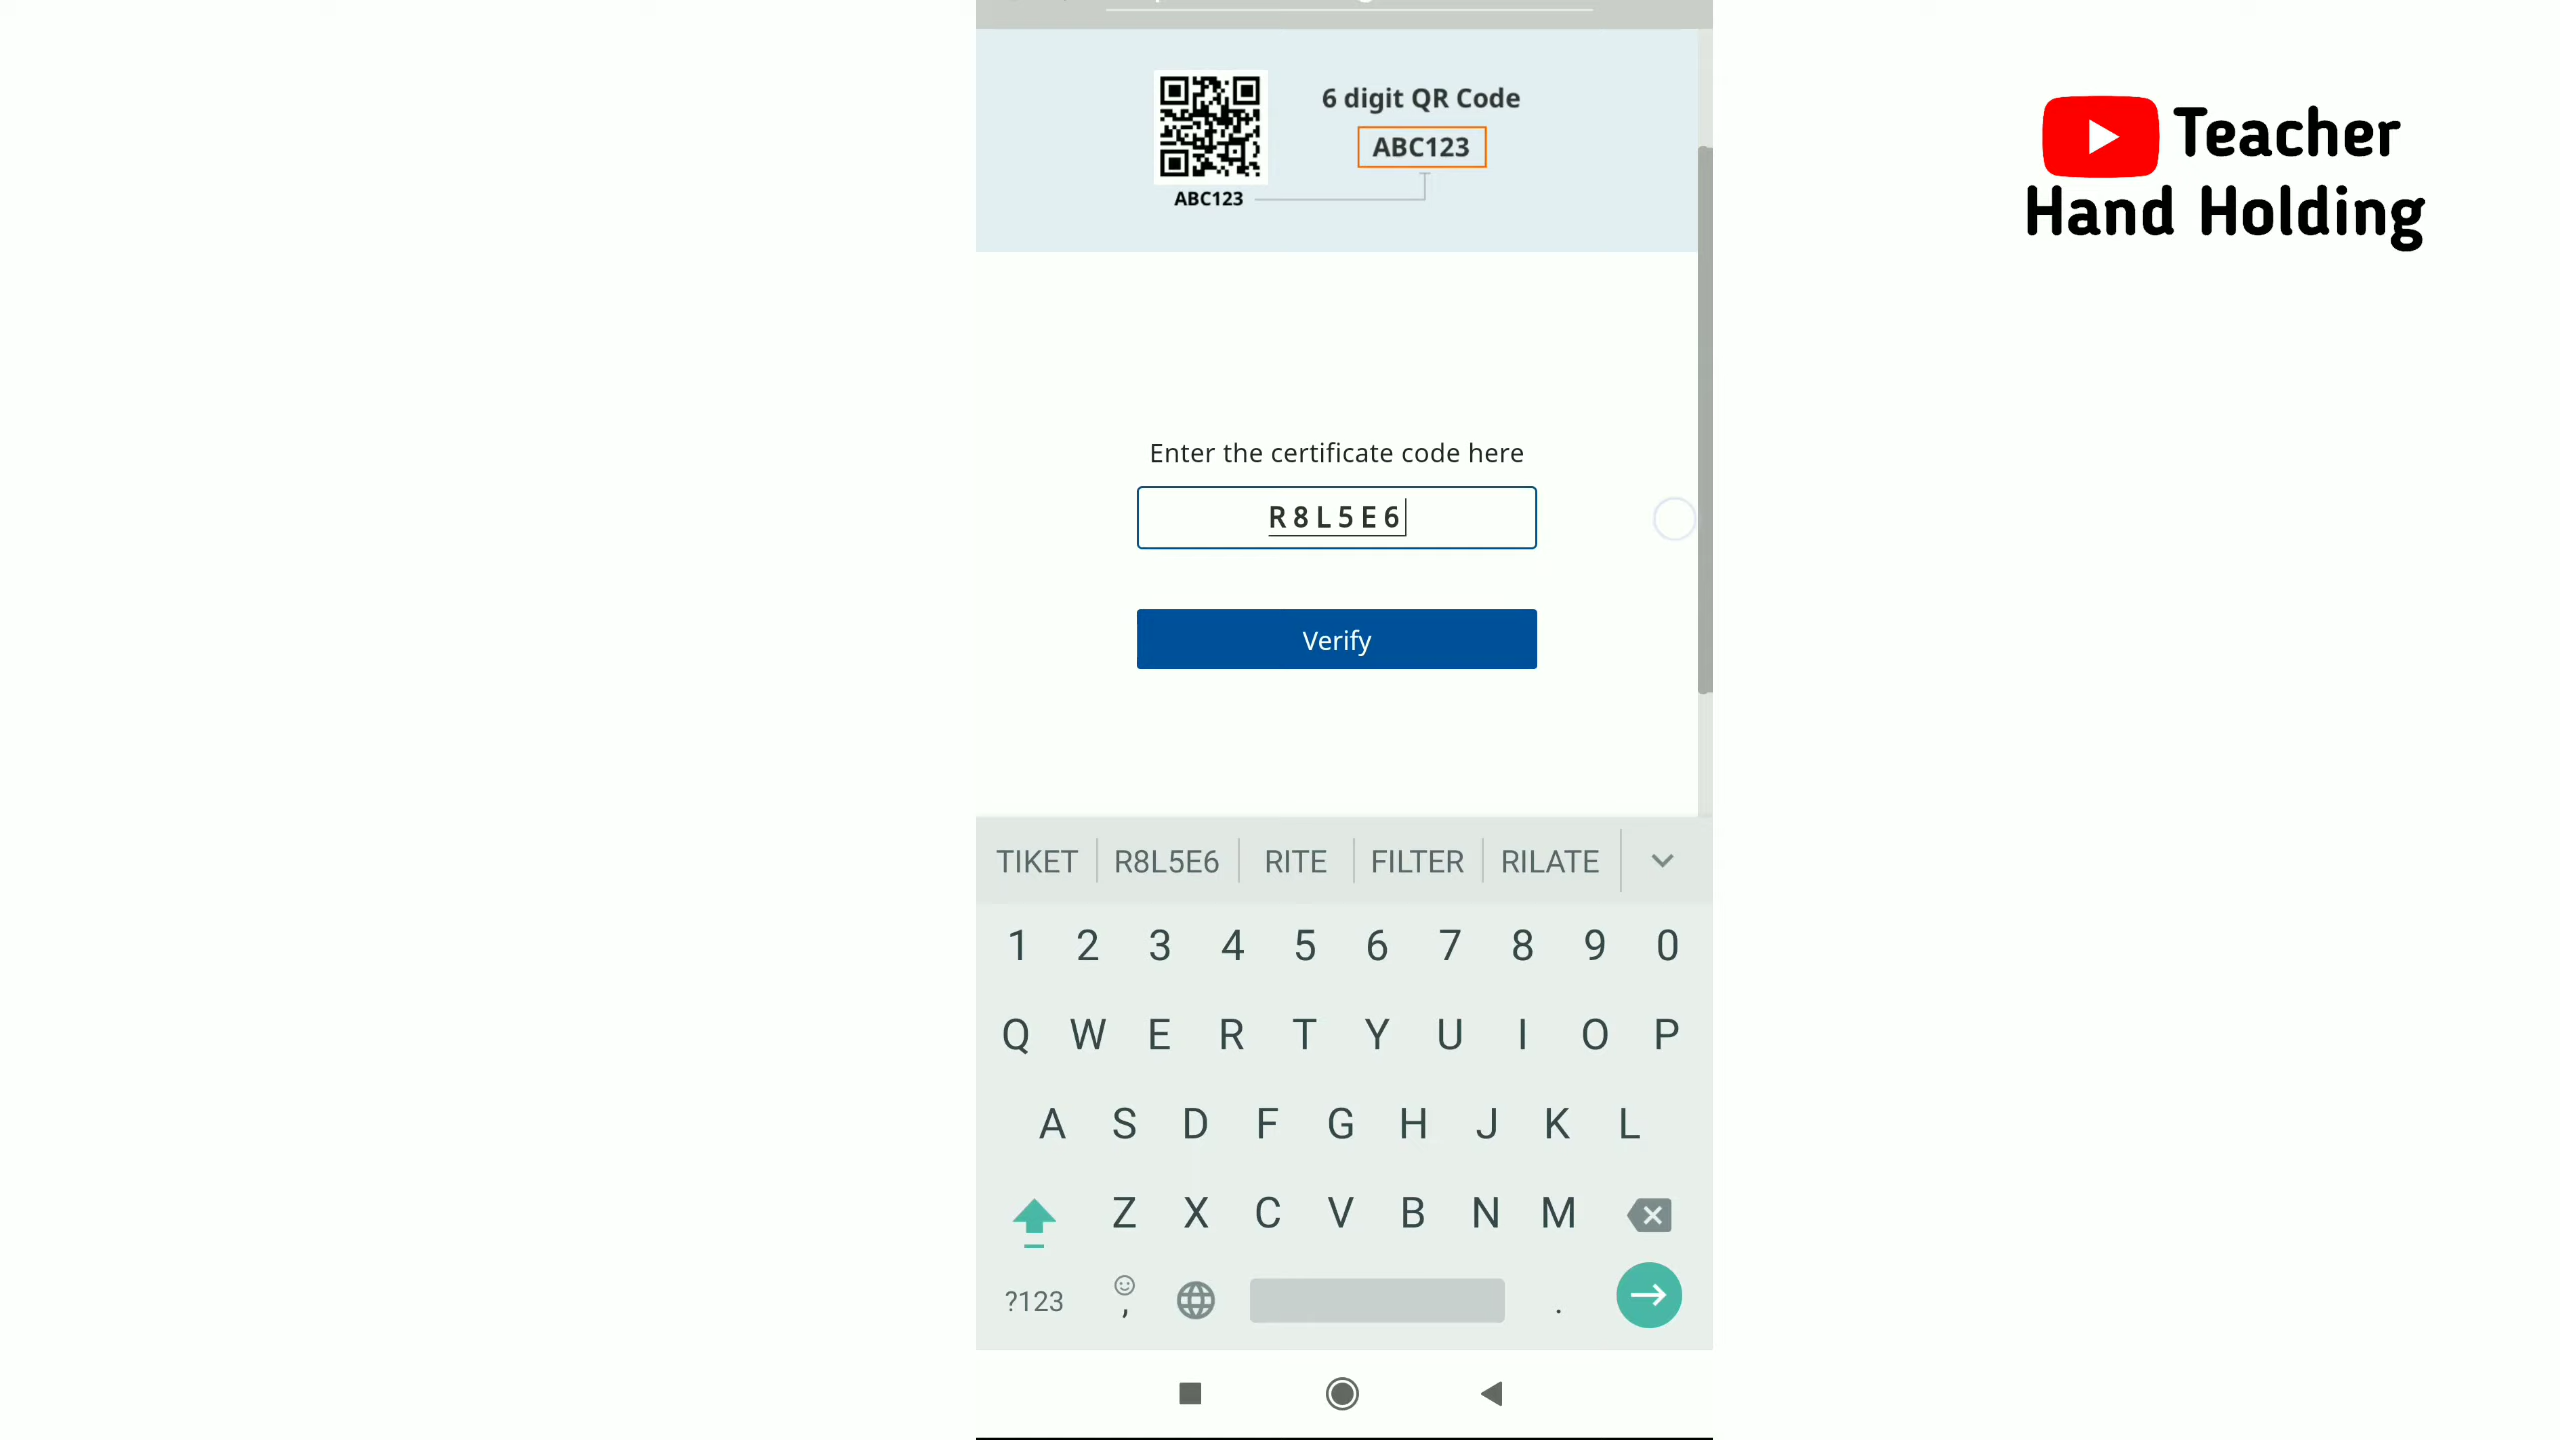 6 digit QR Code
ABC123
ABC123
Teacher
Hand Holding
Enter the certificate code here
R8L5E6
Verify
TIKET R8L5E6 RITE FILTER RILATE
1 2 3 4 5 6 7 8 9 0
Q W E R T Y U I O P
A S D F G H J K L
Z X C V B N M
?123 , .